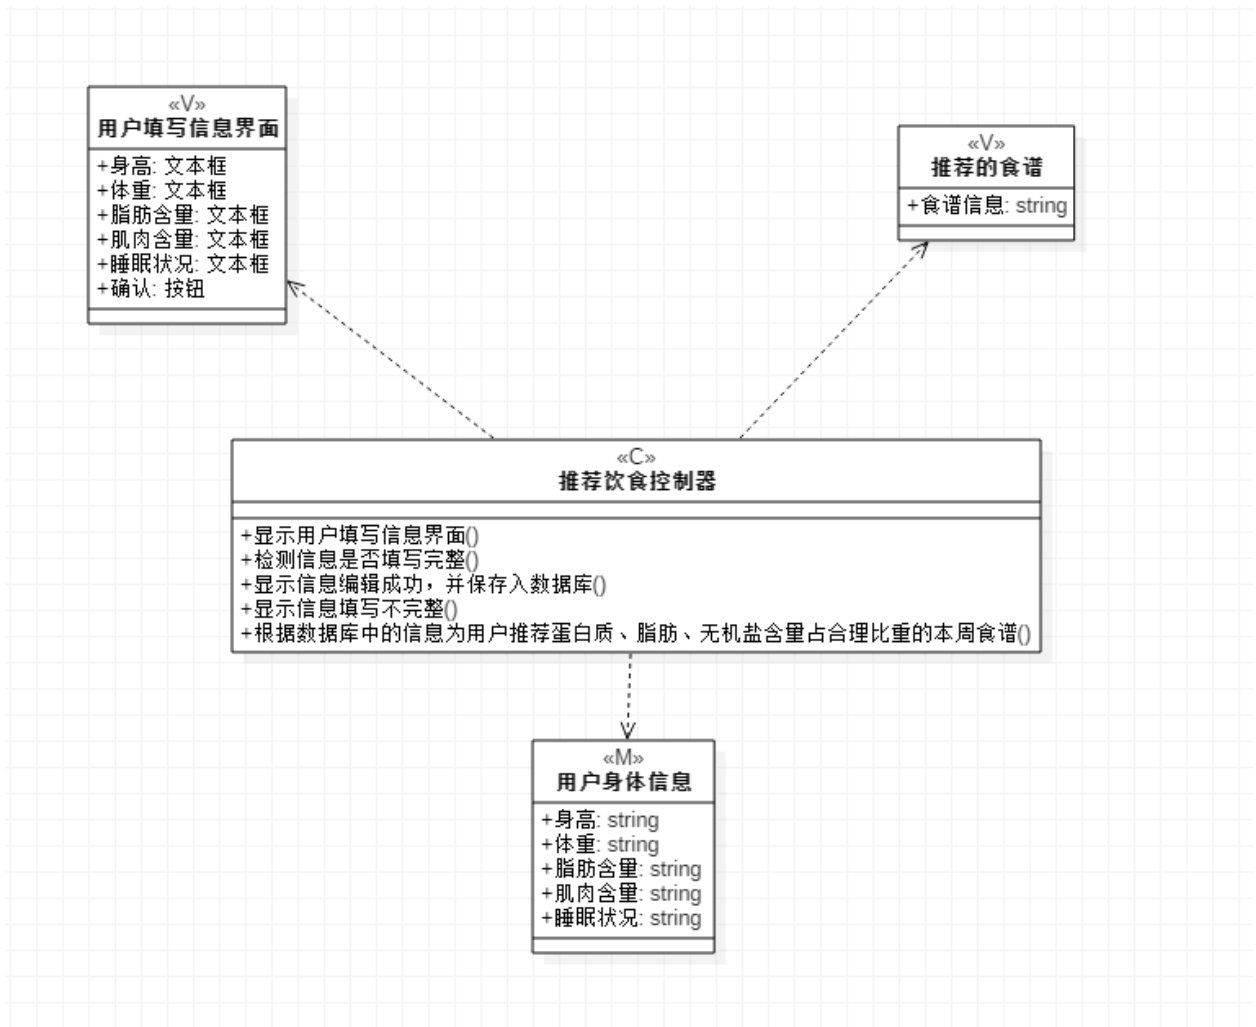 «V»
用户填写信息界面
+身高: 文本框
+体重: 文本框
+脂肪含量: 文本框
+肌肉含量: 文本框
+睡眠状况: 文本框
+确认: 按钮
«V»
推荐的食谱
+食谱信息: string
«C»
推荐饮食控制器
+显示用户填写信息界面()
+检测信息是否填写完整()
+显示信息编辑成功，并保存入数据库()
+显示信息填写不完整()
+根据数据库中的信息为用户推荐蛋白质、脂肪、无机盐含量占合理比重的本周食谱()
«M»
用户身体信息
+身高: string
+体重: string
+脂肪含量: string
+肌肉含量: string
+睡眠状况: string